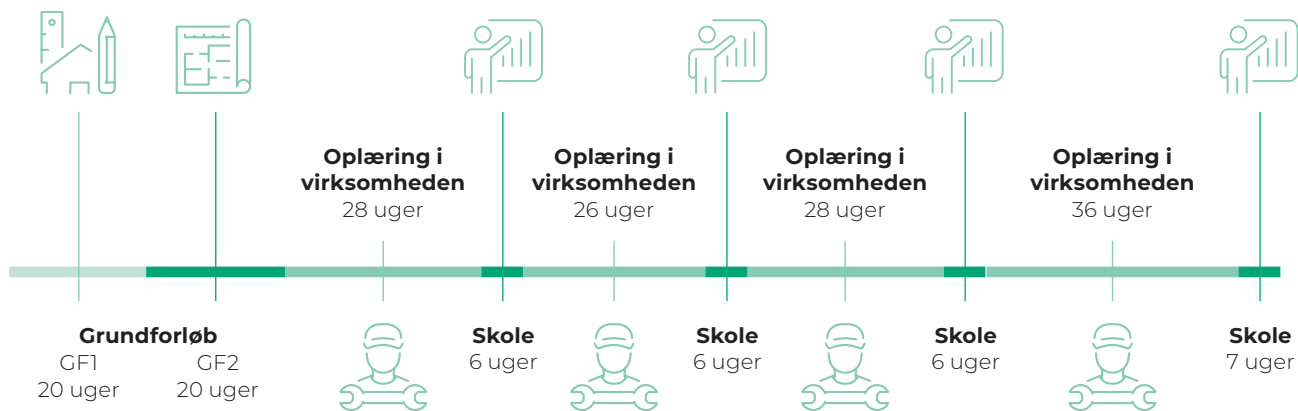 Oplæring i
virksomheden
28 uger
Oplæring i
virksomheden
26 uger
Oplæring i
virksomheden
28 uger
Oplæring i
virksomheden
36 uger
Grundforløb
GF1
20 uger
GF2
20 uger
Skole
6 uger
Skole
6 uger
Skole
6 uger
Skole
7 uger